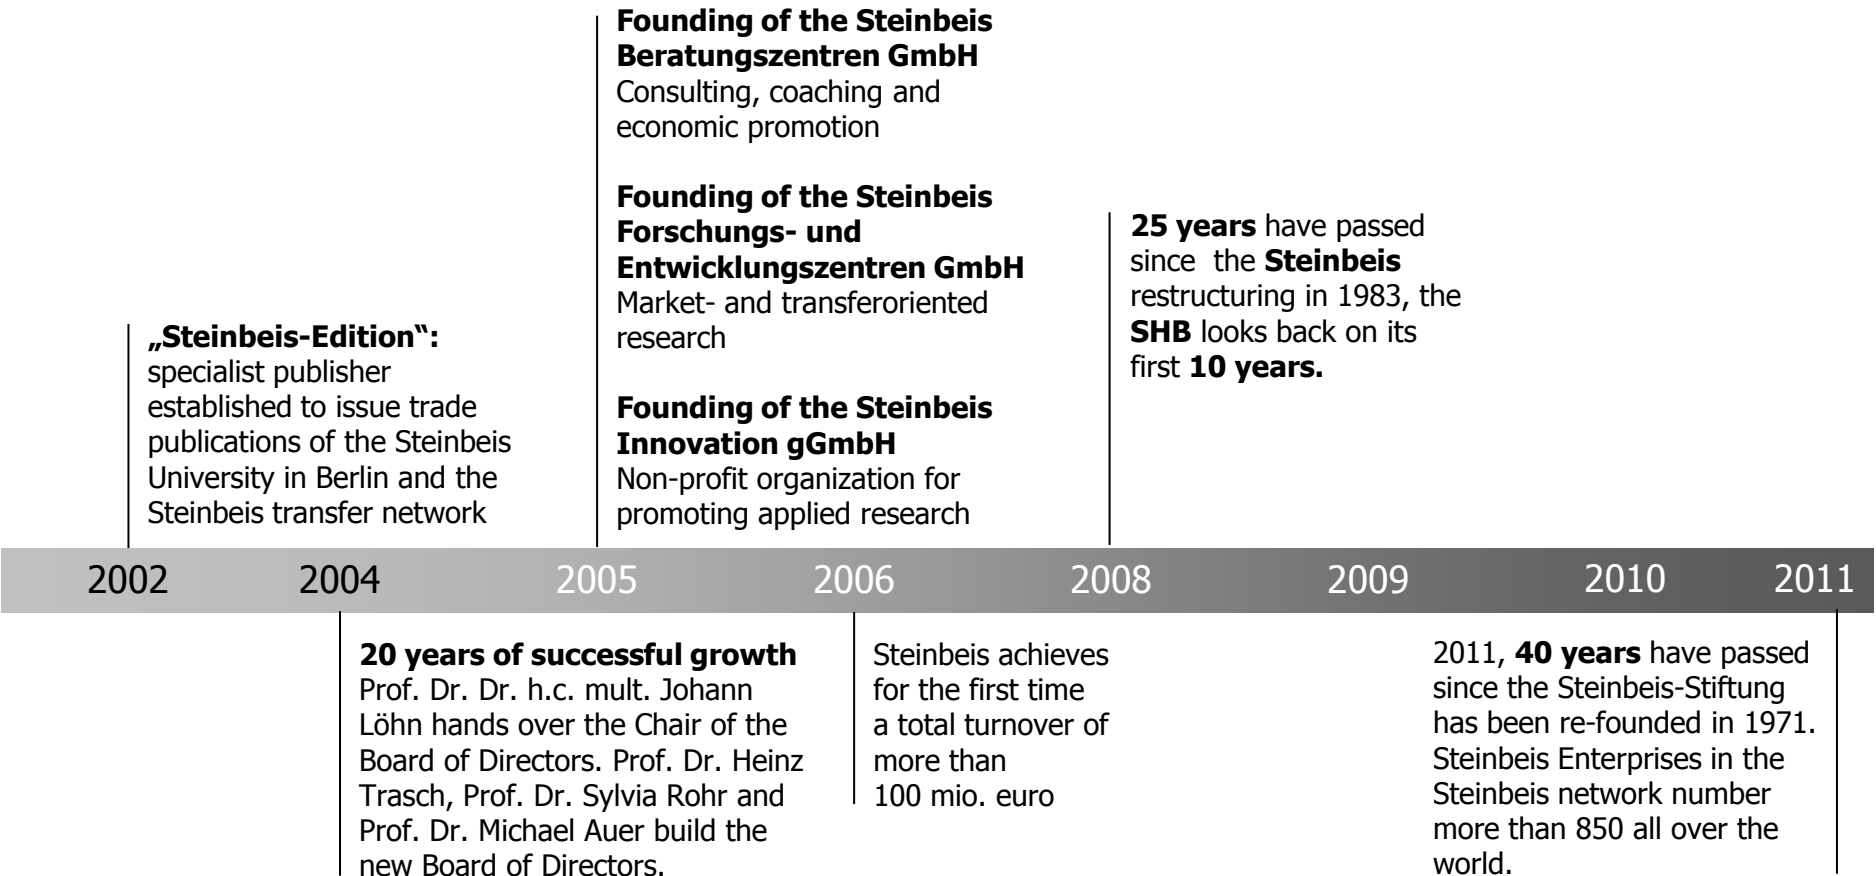 Founding of the Steinbeis
Beratungszentren GmbH
Consulting, coaching and
economic promotion
Founding of the Steinbeis
Forschungs- und
Entwicklungszentren GmbH
Market- and transferoriented
research
Founding of the Steinbeis
Innovation gGmbH
Non-profit organization for
promoting applied research
25 years have passed
since  the Steinbeis
restructuring in 1983, the
SHB looks back on its
first 10 years.
„Steinbeis-Edition“:
specialist publisher
established to issue trade
publications of the Steinbeis
University in Berlin and the
Steinbeis transfer network
2002 2004 2005 2006 2008 2009 2010 2011
20 years of successful growth
Prof. Dr. Dr. h.c. mult. Johann
Löhn hands over the Chair of the
Board of Directors. Prof. Dr. Heinz
Trasch, Prof. Dr. Sylvia Rohr and
Prof. Dr. Michael Auer build the
new Board of Directors.
Steinbeis achieves
for the first time
a total turnover of
more than
100 mio. euro
2011, 40 years have passed
since the Steinbeis-Stiftung
has been re-founded in 1971.
Steinbeis Enterprises in the
Steinbeis network number
more than 850 all over the
world.